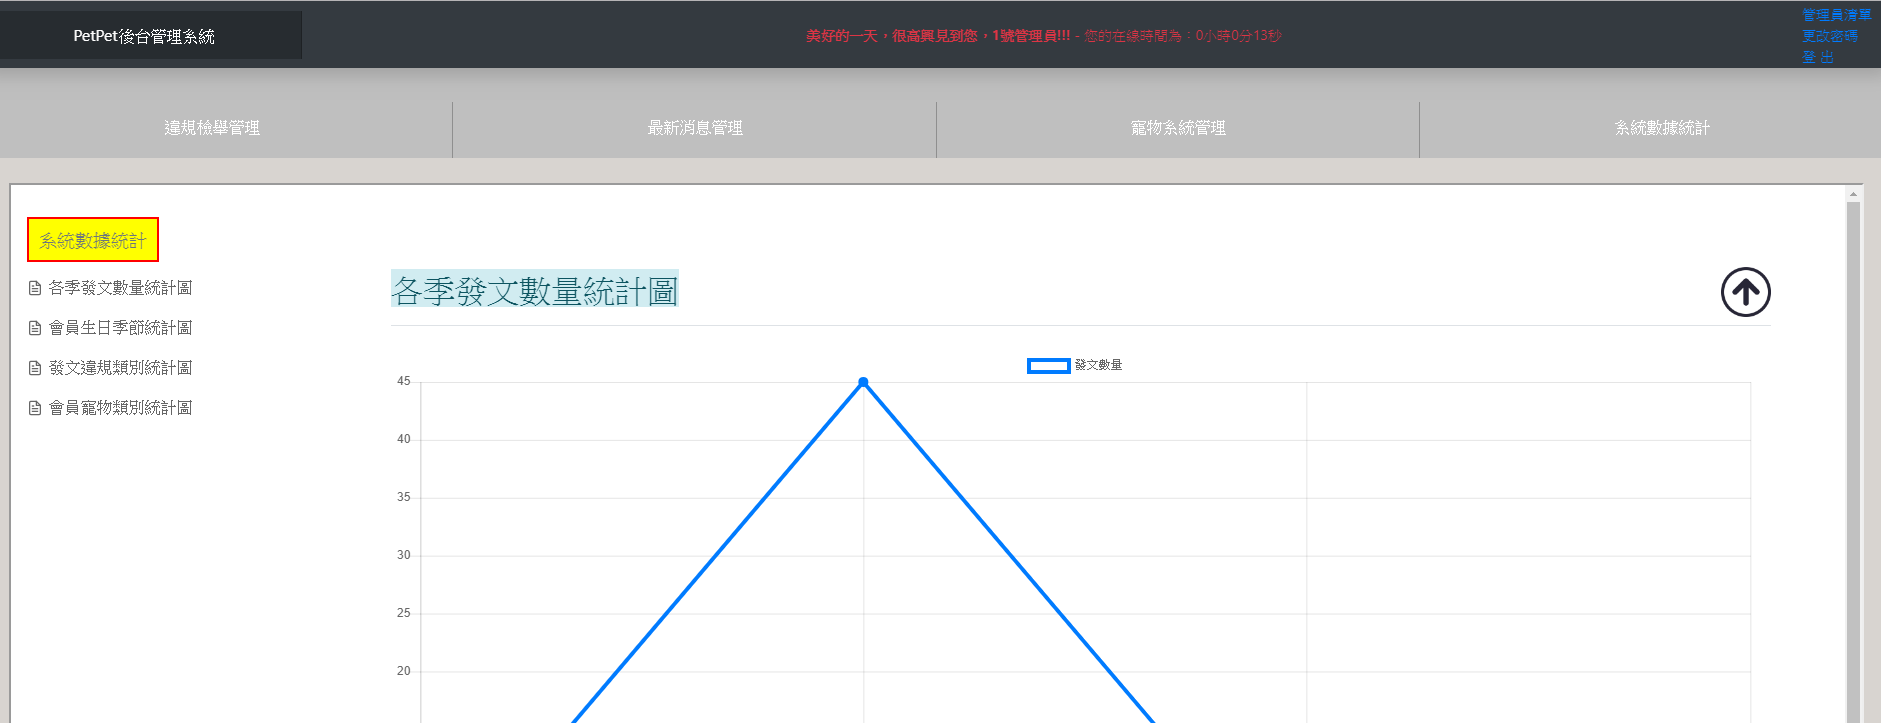 PetPet後台管理系統
美好的一天，很高興見到您，1號管理員!!! - 您的在線時間為：0小時0分13秒
管理員清單
更改密碼
登 出
違規檢舉管理
最新消息管理
寵物系統管理
系統數據統計
系統數據統計
各季發文數量統計圖
會員生日季節統計圖
發文違規類別統計圖
會員寵物類別統計圖
各季發文數量統計圖
發文數量
45
40
35
30
25
20